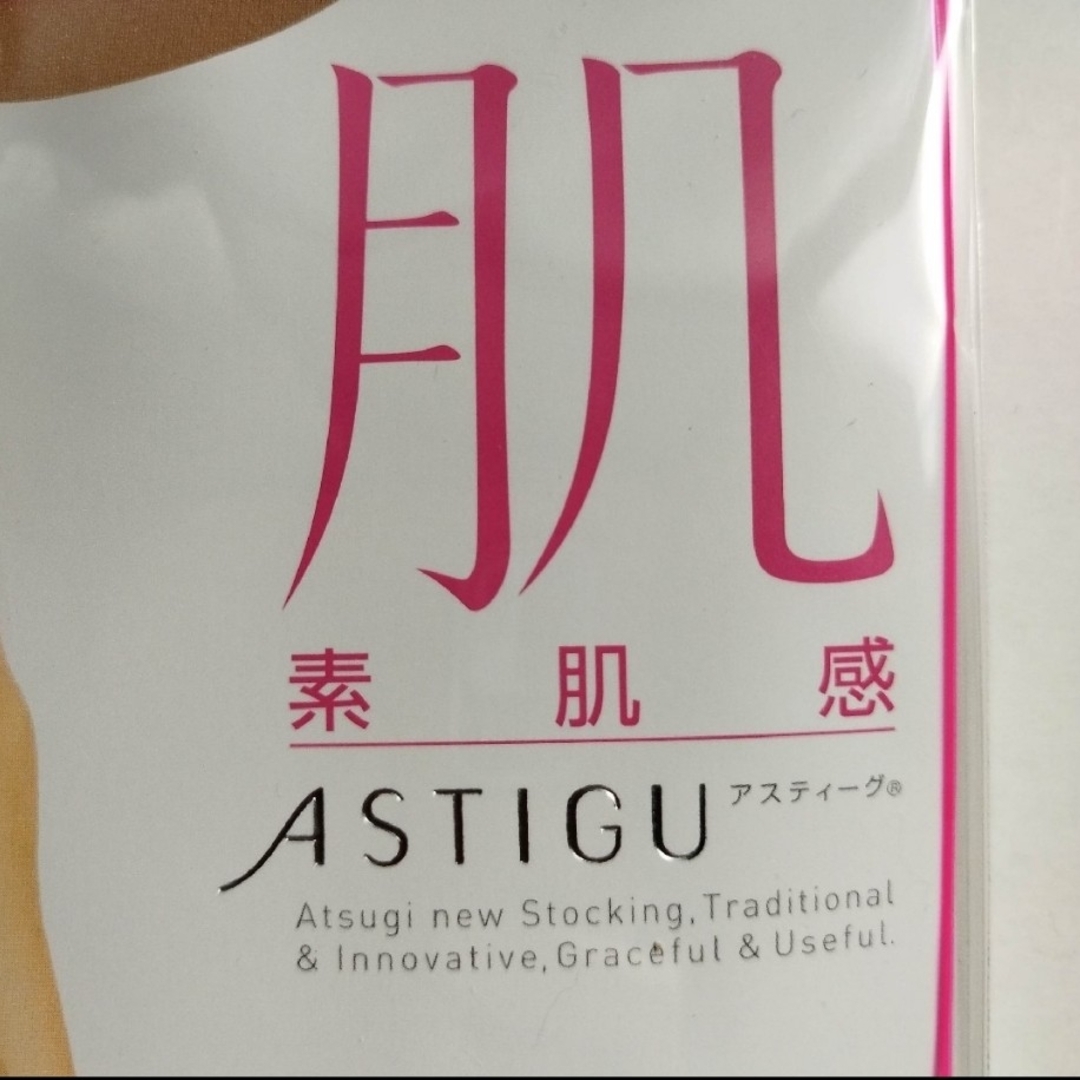 肌
素肌感
ASTIGU アスティーグ®
Atsugi new Stocking,Traditional
& Innovative,Graceful & Useful.